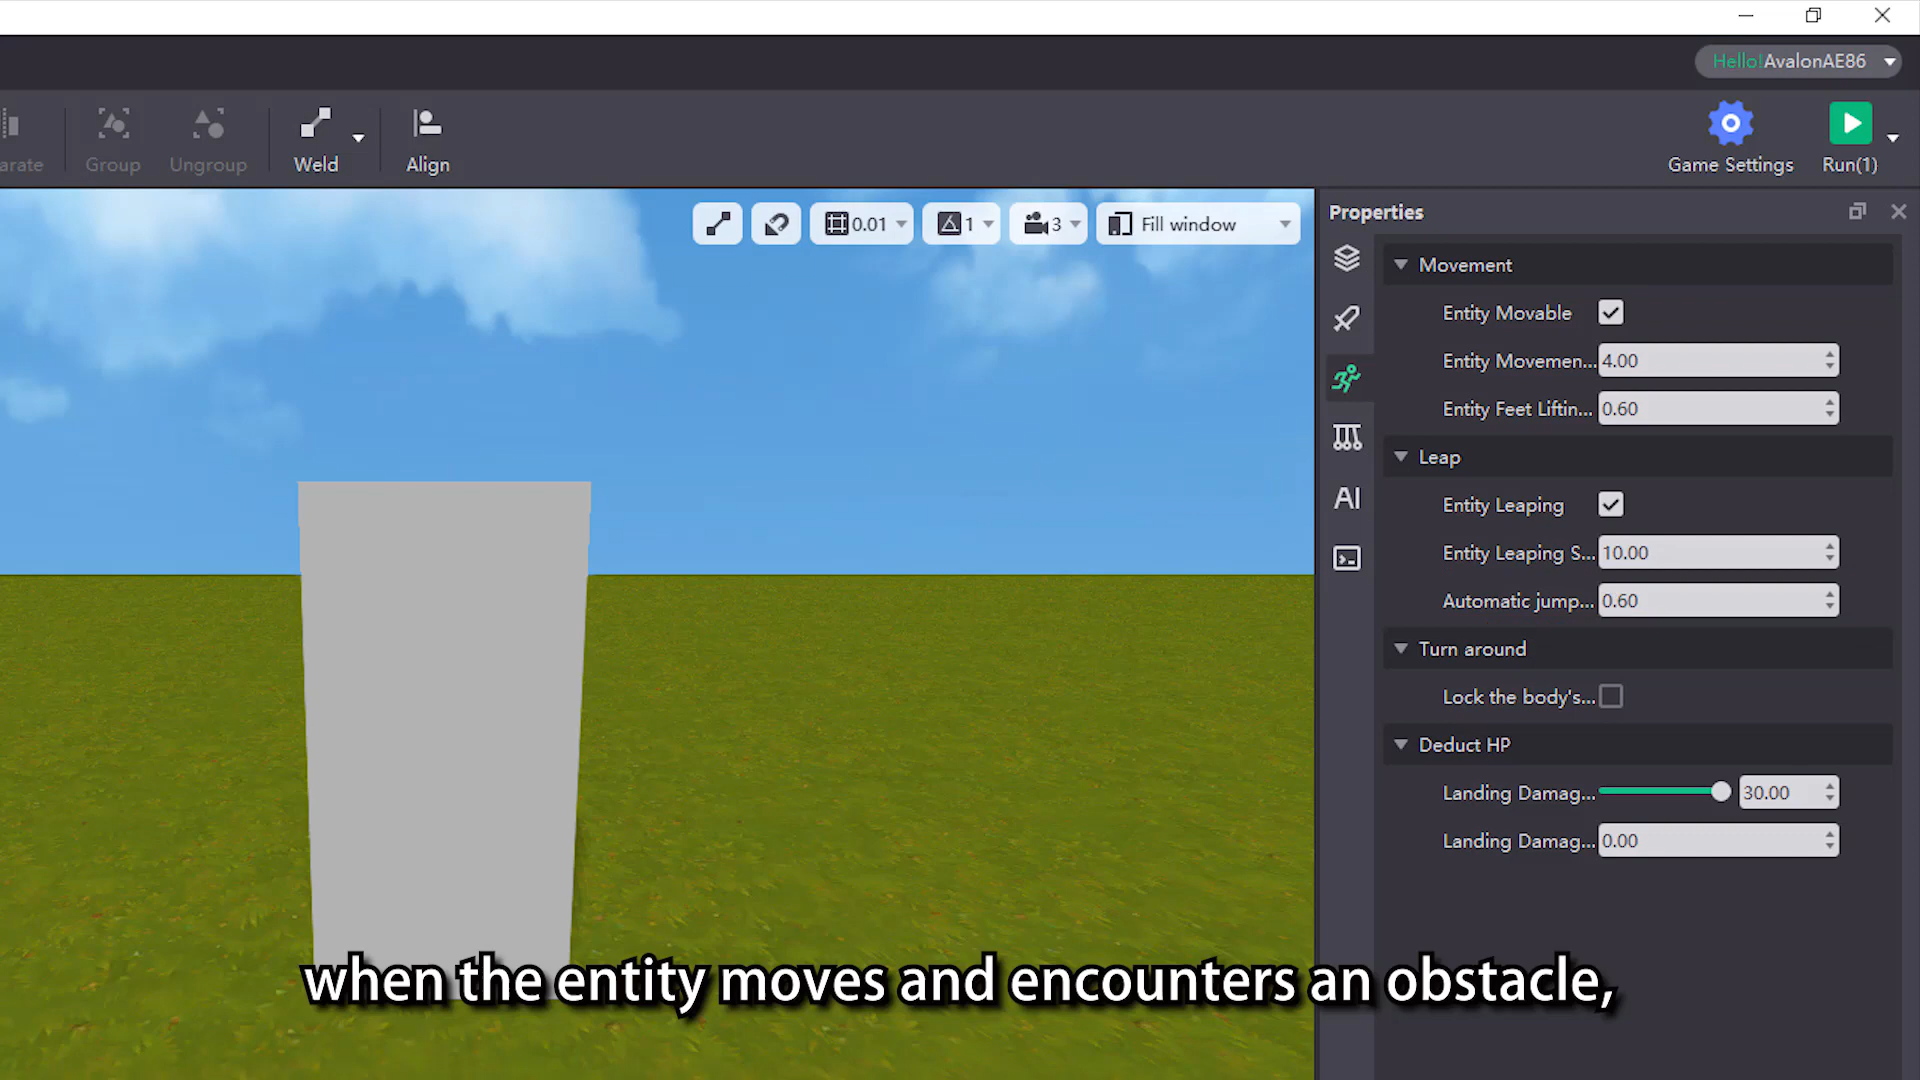 Hello!AvalonAE86
arate
Group
Ungroup
Weld
Align
Game Settings
Run(1)
0.01
1
3
Fill window
Properties
Movement
Entity Movable
Entity Movemen... 4.00
Entity Feet Liftin... 0.60
Leap
Entity Leaping
Entity Leaping S... 10.00
Automatic jump... 0.60
Turn around
Lock the body's...
Deduct HP
Landing Damag... 30.00
Landing Damag... 0.00
AI
when the entity moves and encounters an obstacle,